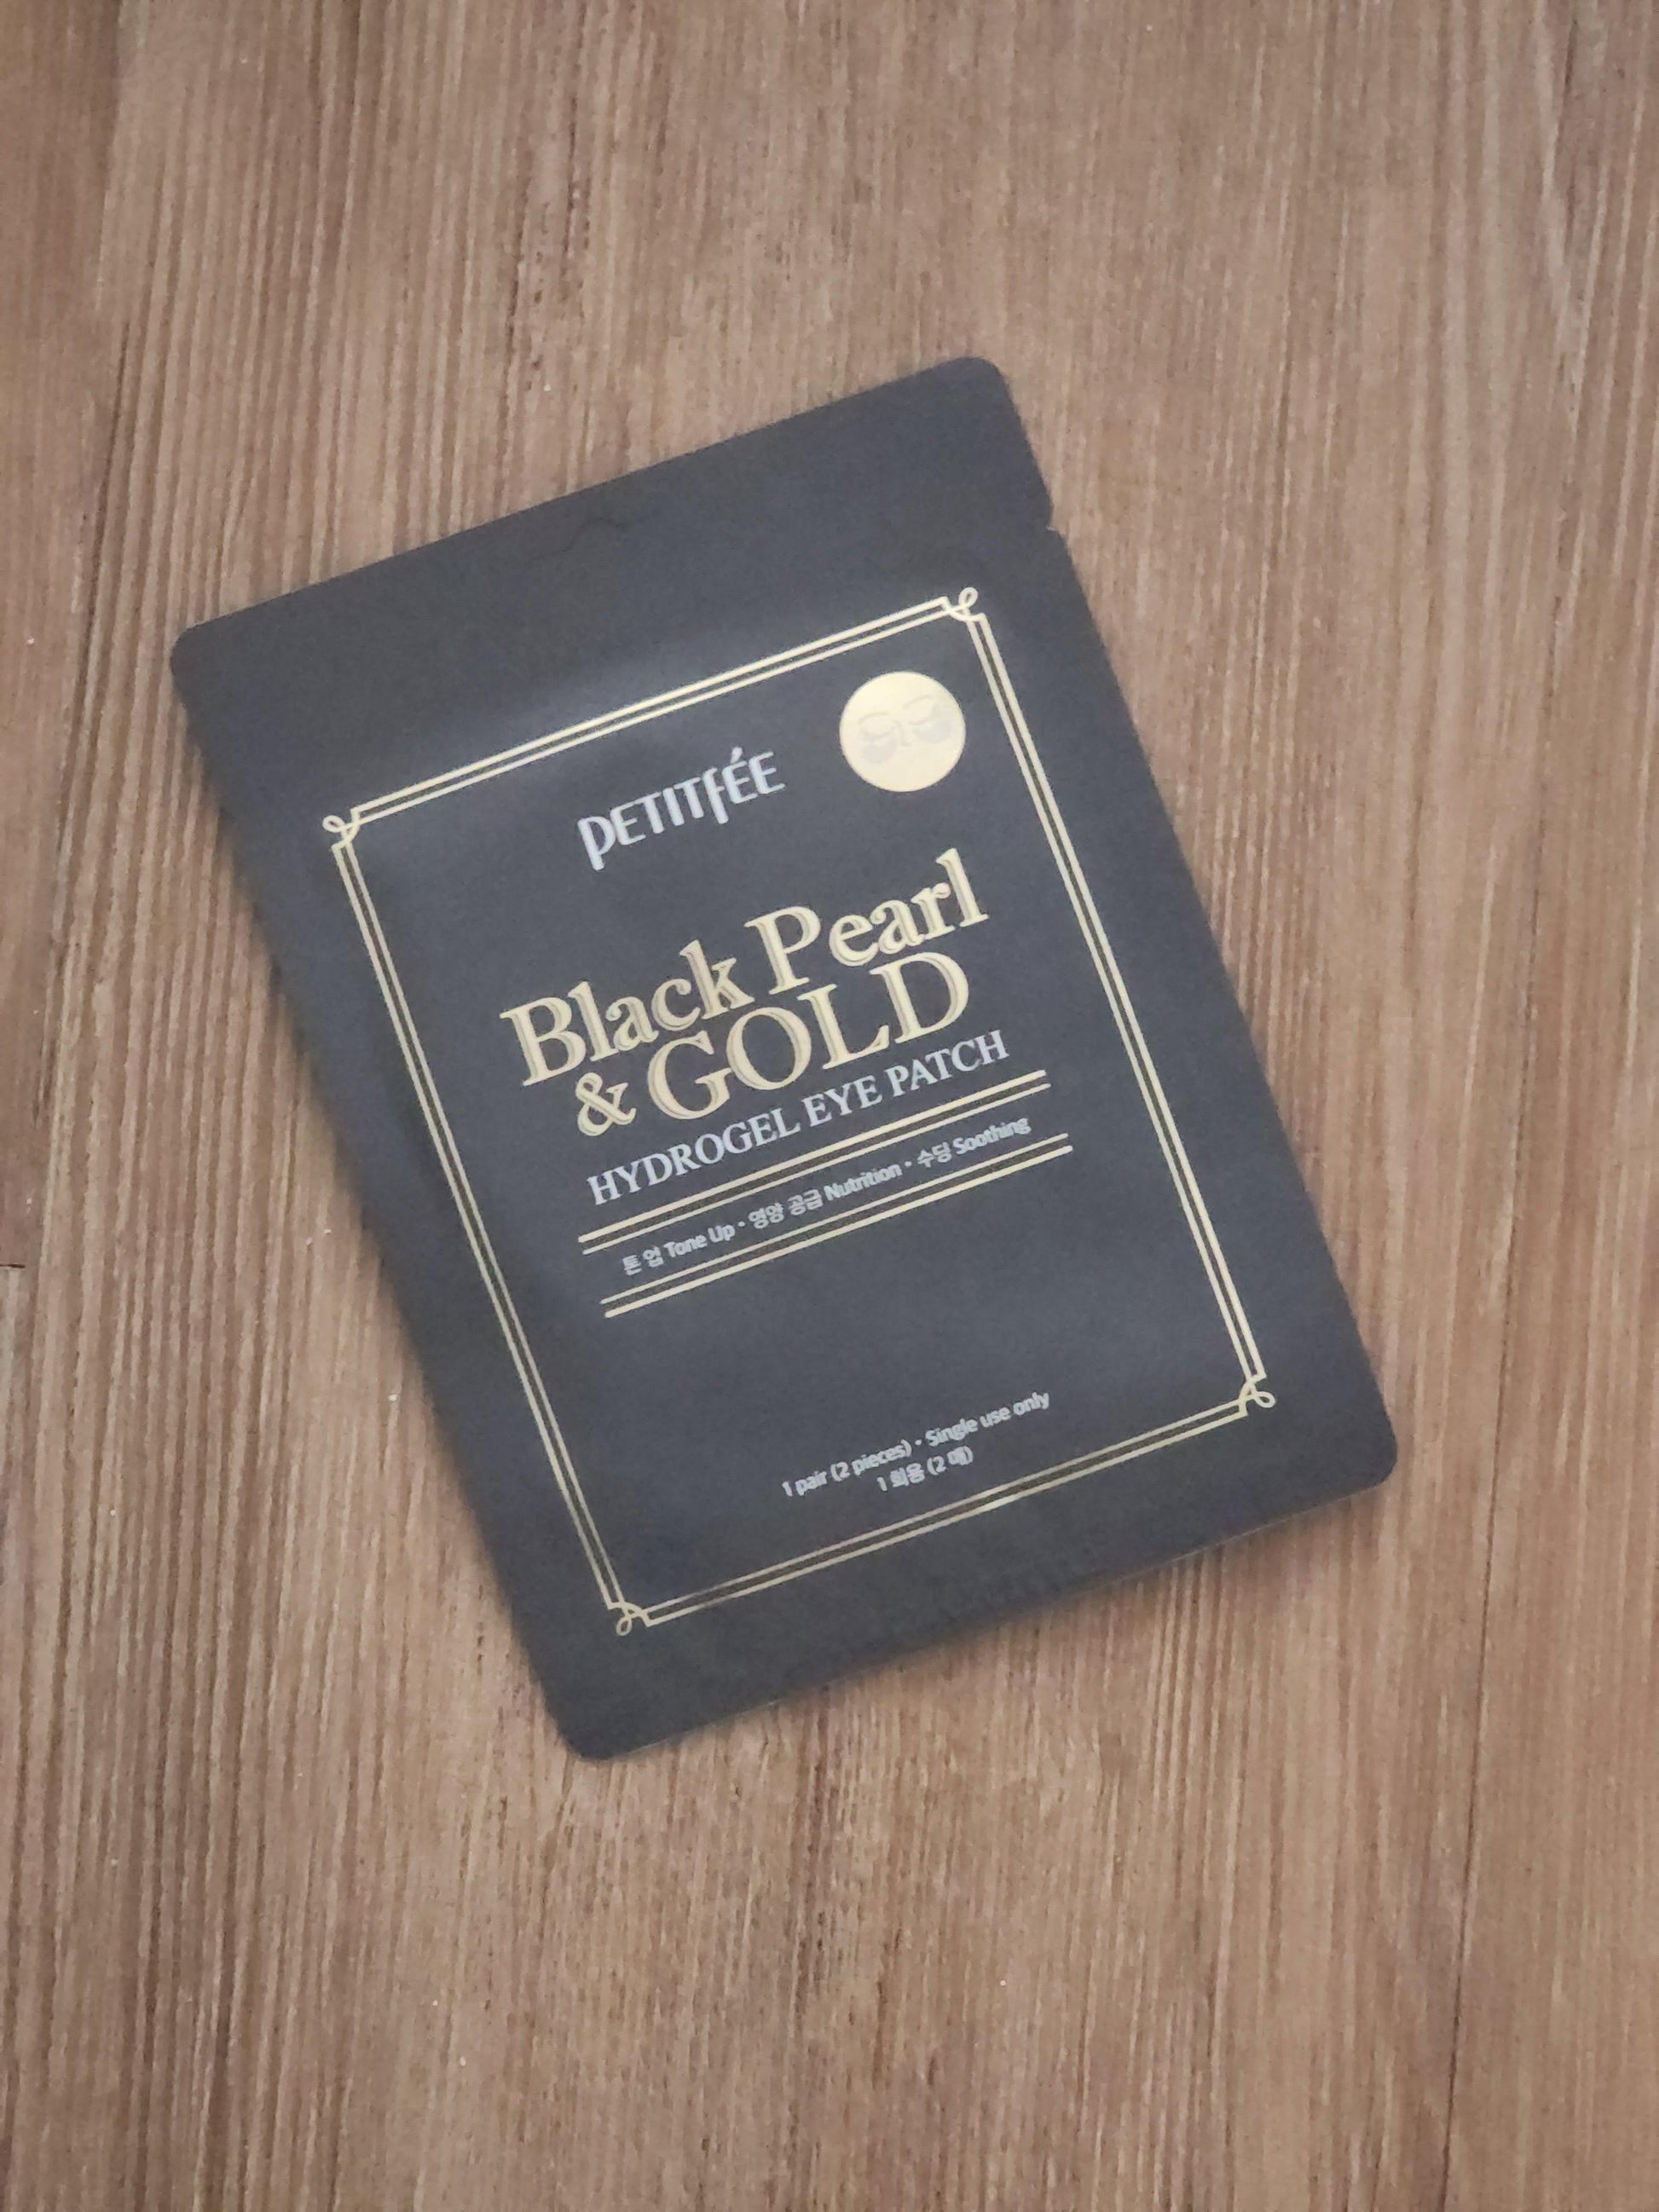 PETITFÉE
Black Pearl
& GOLD
HYDROGEL EYE PATCH
톤 업 Tone Up · 영양 공급 Nutrition · 수딩 Soothing
1 pair (2 pieces) · Single use only
1 회용 (2 매)